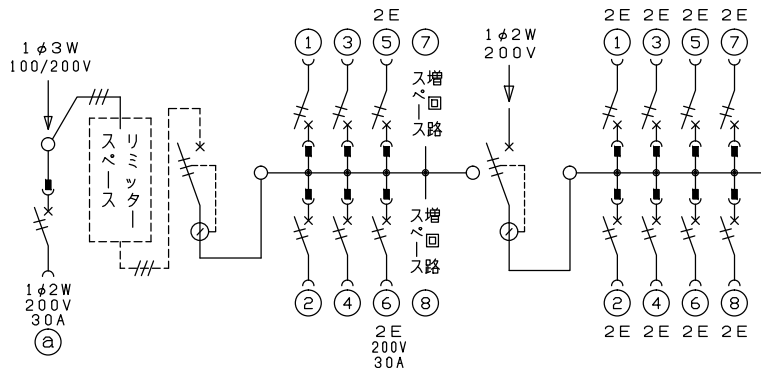 1φ3W
100/200V
リミッター
スペース
1φ2W
200V
30A
ⓐ
2E
① ③ ⑤ ⑦
増回路
スペース
増回路
スペース
② ④ ⑥ ⑧
2E
200V
30A
1φ2W
200V
2E 2E 2E 2E
① ③ ⑤ ⑦
② ④ ⑥ ⑧
2E 2E 2E 2E